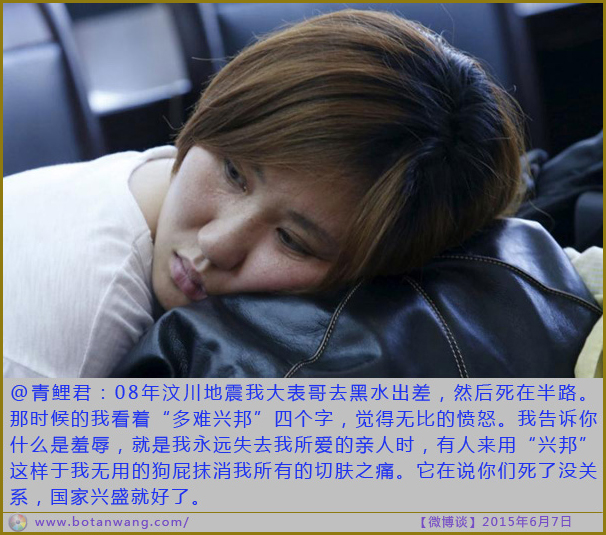 @青鲤君：08年汶川地震我大表哥去黑水出差，然后死在半路。
那时候的我看着“多难兴邦”四个字，觉得无比的愤怒。我告诉你
什么是羞辱，就是我永远失去我所爱的亲人时，有人来用“兴邦”
这样于我无用的狗屁抹消我所有的切肤之痛。它在说你们死了没关
系，国家兴盛就好了。
www.botanwang.com/ 【微博谈】2015年6月7日